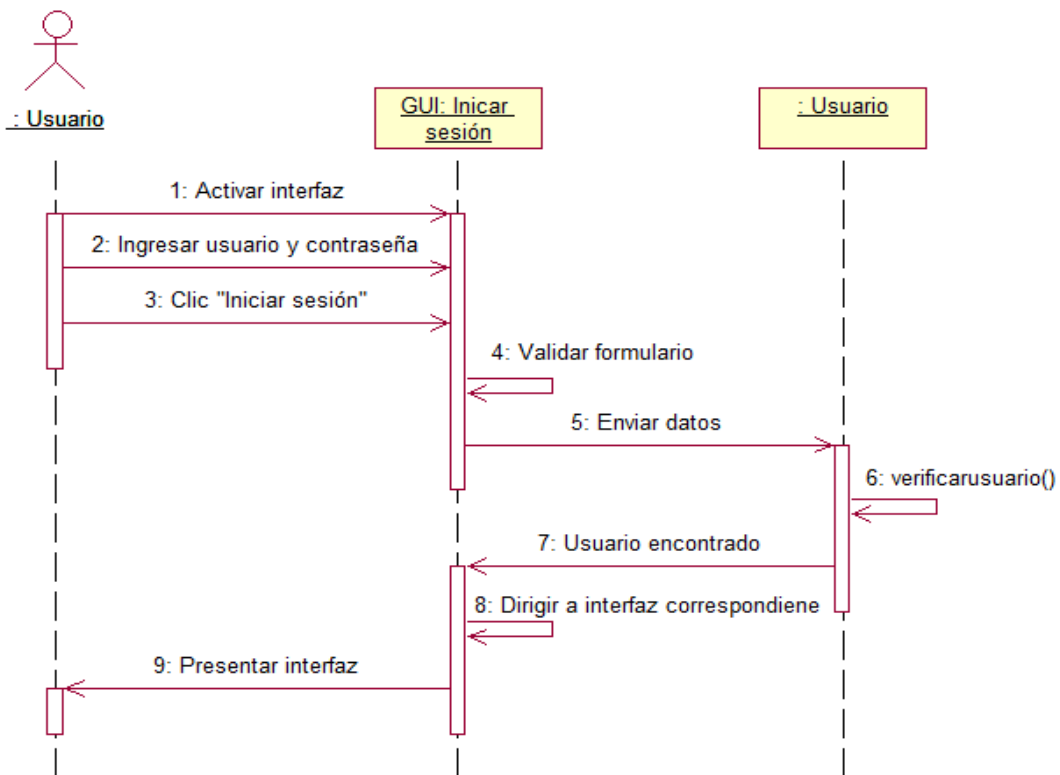 : Usuario
GUI: Inicar
sesión
: Usuario
1: Activar interfaz
2: Ingresar usuario y contraseña
3: Clic "Iniciar sesión"
4: Validar formulario
5: Enviar datos
6: verificarusuario()
7: Usuario encontrado
8: Dirigir a interfaz correspondiene
9: Presentar interfaz